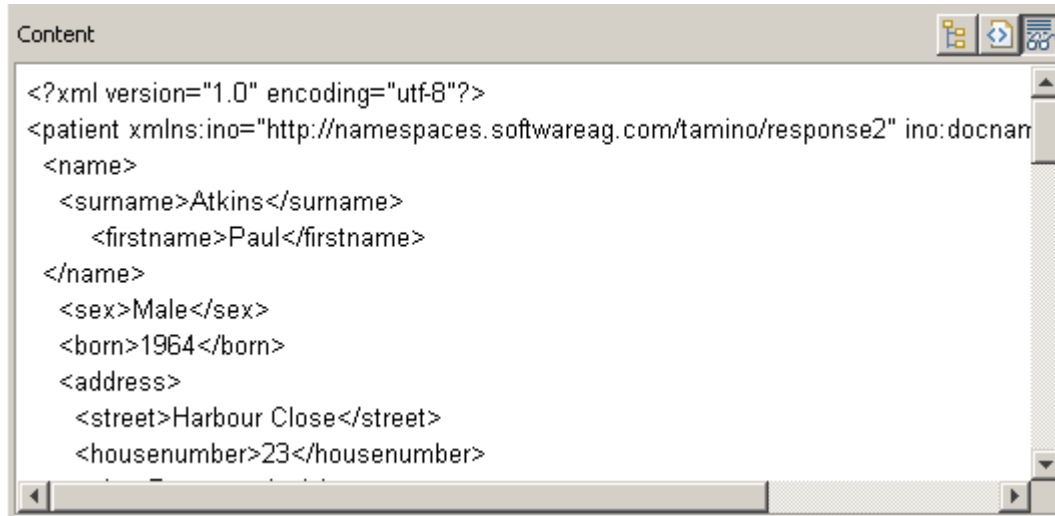 Content
<?xml version="1.0" encoding="utf-8"?>
<patient xmlns:ino="http://namespaces.softwareag.com/tamino/response2" ino:docnam
<name>
<surname>Atkins</surname>
<firstname>Paul</firstname>
</name>
<sex>Male</sex>
<born>1964</born>
<address>
<street>Harbour Close</street>
<housenumber>23</housenumber>